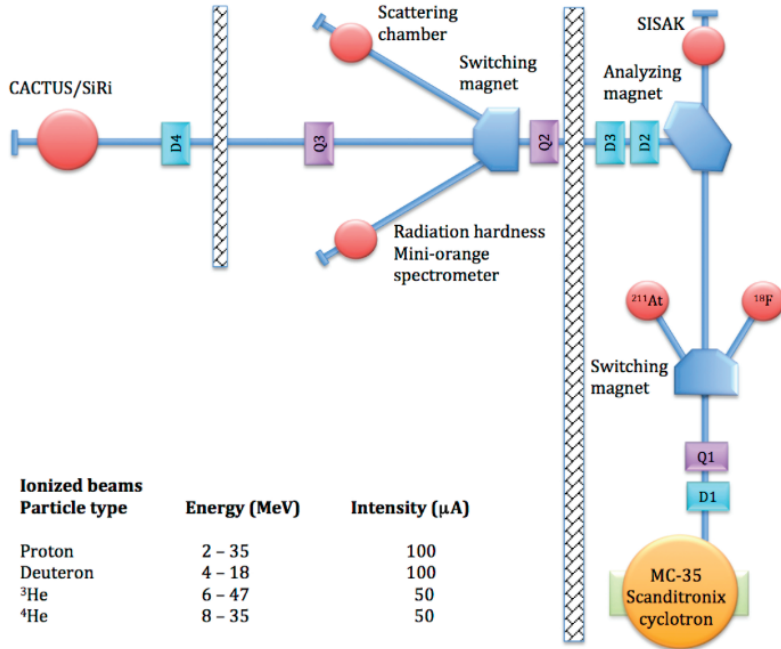 Scattering
chamber
SISAK
Switching
magnet
Analyzing
magnet
CACTUS/SiRi
D4
Q3
Q2
D3
D2
Radiation hardness
Mini-orange
spectrometer
²¹¹At
¹⁸F
Switching
magnet
Q1
D1
Ionized beams
Particle type Energy (MeV) Intensity (µA)
Proton 2 – 35 100
Deuteron 4 – 18 100
³He 6 – 47 50
⁴He 8 – 35 50
MC-35
Scanditronix
cyclotron